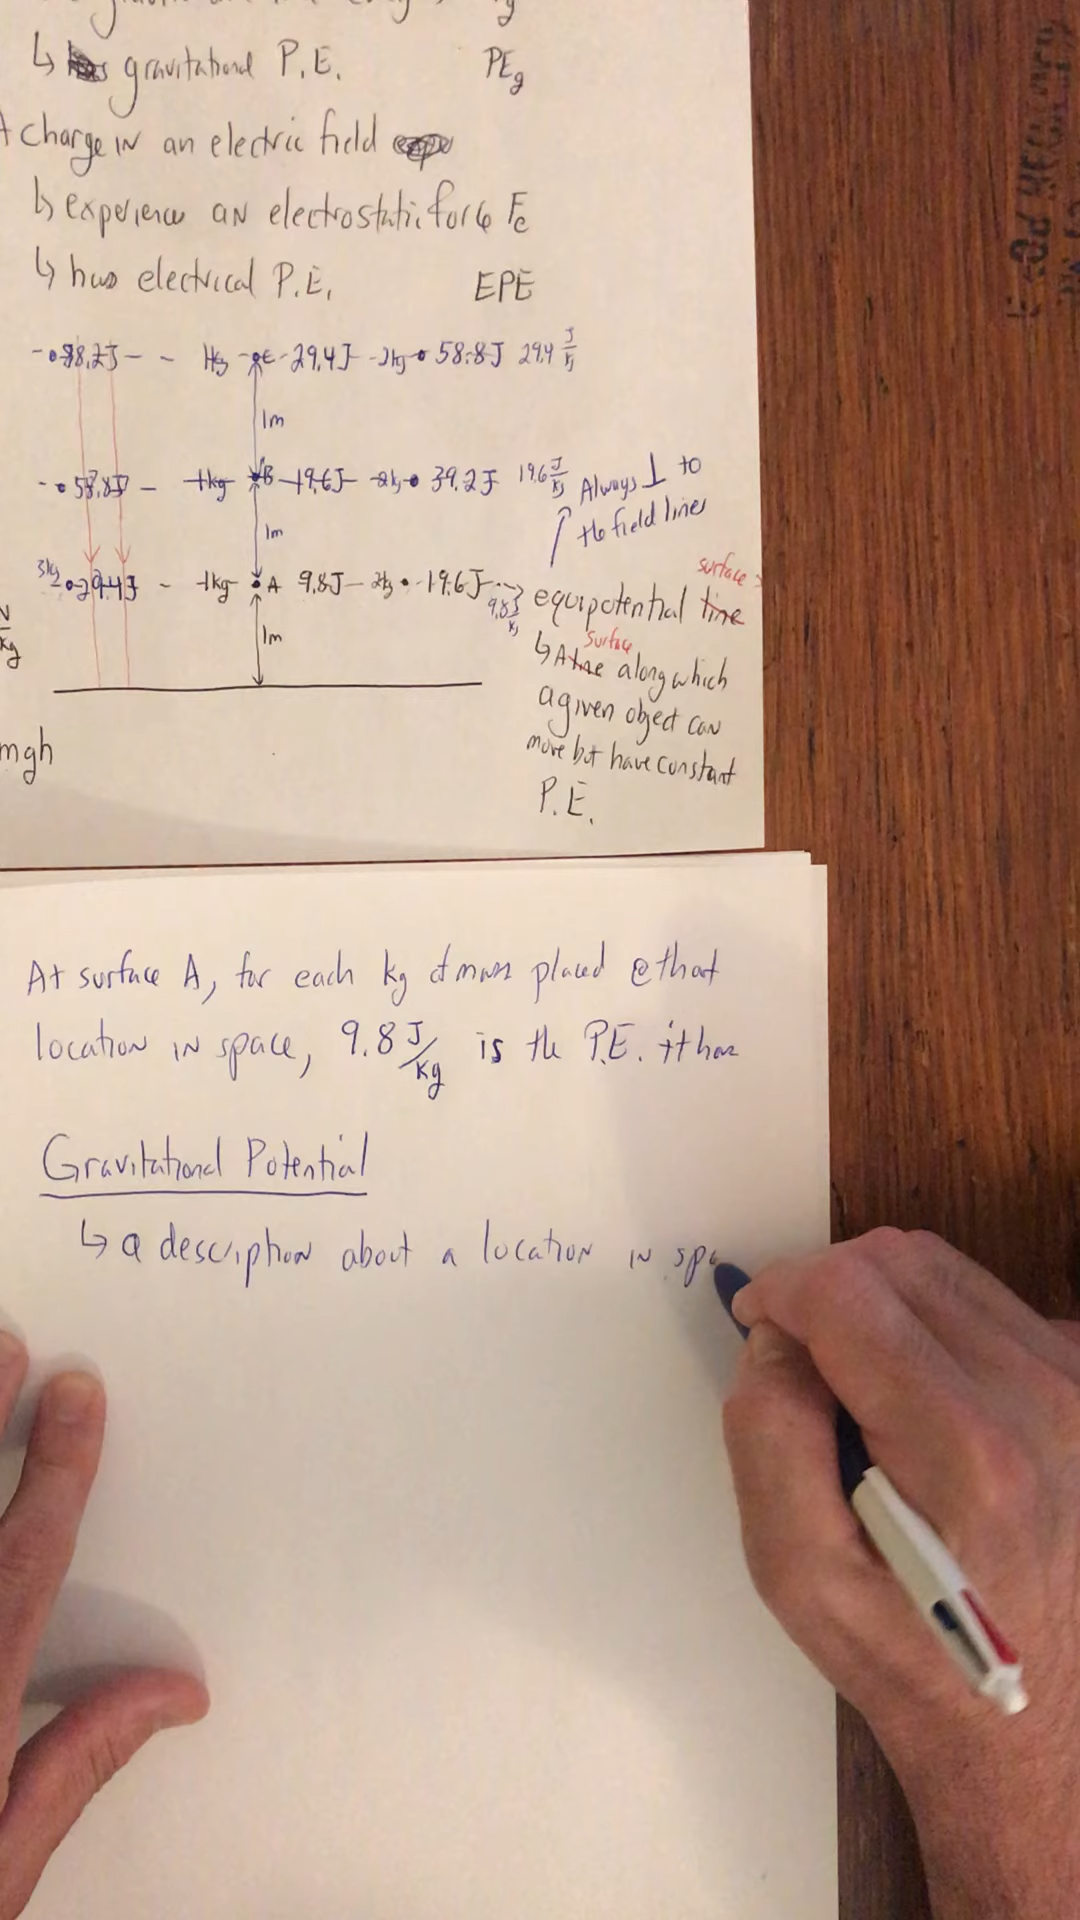 ↳ gravitational P.E. PEg
A charge in an electric field
↳ experience an electrostatic force Fe
↳ has electrical P.E. EPE
88.2J 1kg C 29.4J 2kg 58.8J 29.4 J/kg
1m
58.8J 1kg B 19.6J 2kg 39.2J 19.6 J/kg Always ⊥ to
the field lines
1m
3kg 29.4J 1kg A 9.8J 2kg 19.6J 9.8 J/kg
surface
equipotential line
N/kg
1m
surface
↳ A line along which
a given object can
move but have constant
P.E.
mgh
At surface A, for each kg of mass placed @ that
location in space, 9.8 J/kg is the P.E. it has
Gravitational Potential
↳ a description about a location in spa